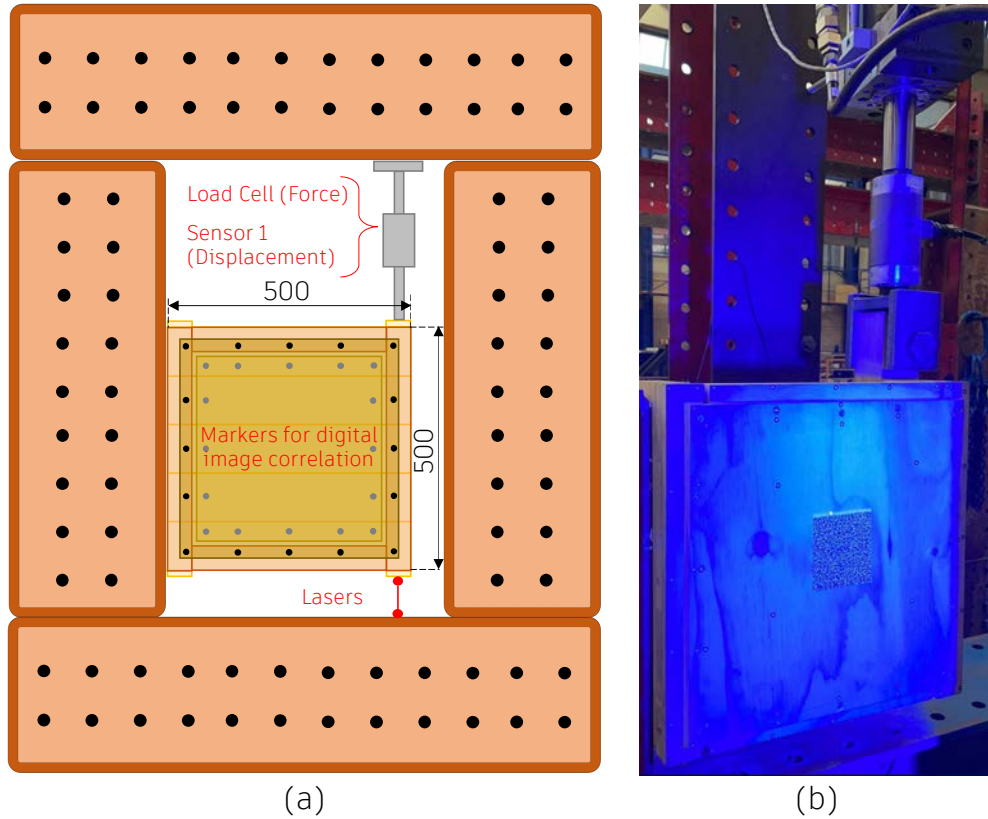 Load Cell (Force)
Sensor 1
(Displacement)
500
Markers for digital
image correlation
500
Lasers
(a)
(b)